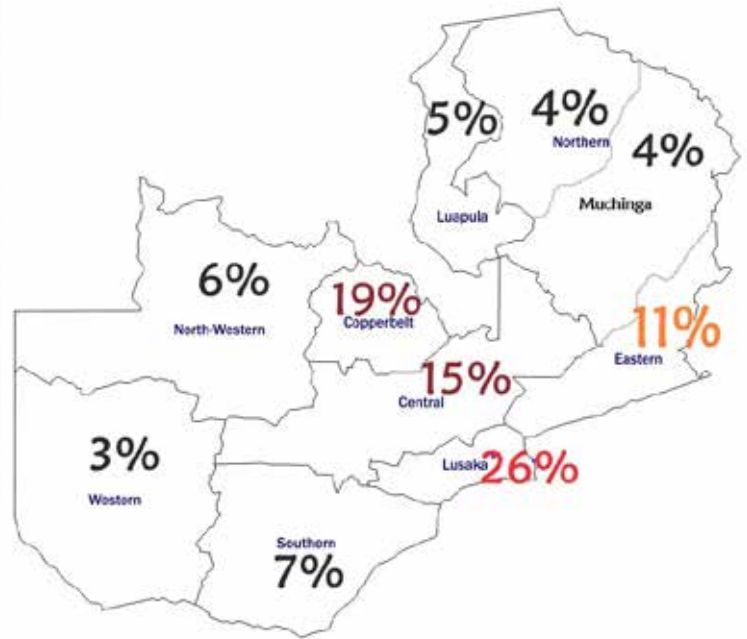 5%
Luapula
4%
Northern
4%
Muchinga
6%
North-Western
19%
Copperbelt
15%
Central
11%
Eastern
3%
Western
Lusaka
26%
Southern
7%